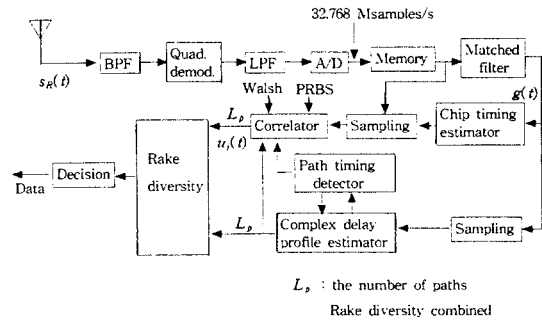 32.768 Msamples/s
s_R(t)
BPF
Quad.
demod.
LPF
A/D
Memory
Matched
filter
Walsh
PRBS
g(t)
L_p
Correlator
u_i(t)
Sampling
Chip timing
estimator
Data
Decision
Rake
diversity
Path timing
detector
L_p
Complex delay
profile estimator
Sampling
L_p : the number of paths
Rake diversity combined